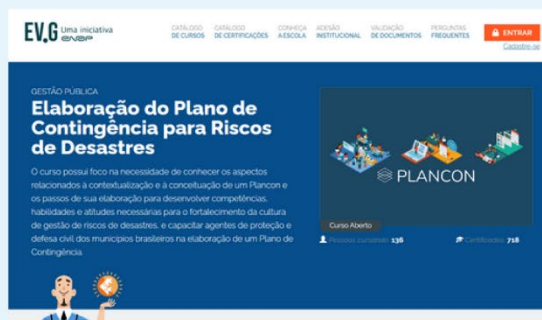 EV.G Uma iniciativa
enap
CATÁLOGO
DE CURSOS
CATÁLOGO
DE CERTIFICAÇÕES
CONHEÇA
A ESCOLA
ADESÃO
INSTITUCIONAL
VALIDAÇÃO
DE DOCUMENTOS
PERGUNTAS
FREQUENTES
ENTRAR
Cadastre-se
GESTÃO PÚBLICA
Elaboração do Plano de
Contingência para Riscos
de Desastres
O curso possui foco na necessidade de conhecer os aspectos
relacionados à contextualização e à conceituação de um Plancon e
os passos de sua elaboração para desenvolver competências,
habilidades e atitudes necessárias para o fortalecimento da cultura
de gestão de riscos de desastres, e capacitar agentes de proteção e
defesa civil dos municípios brasileiros na elaboração de um Plano de
Contingência.
PLANCON
Curso Aberto
Pessoas cursando: 136
Certificados: 718